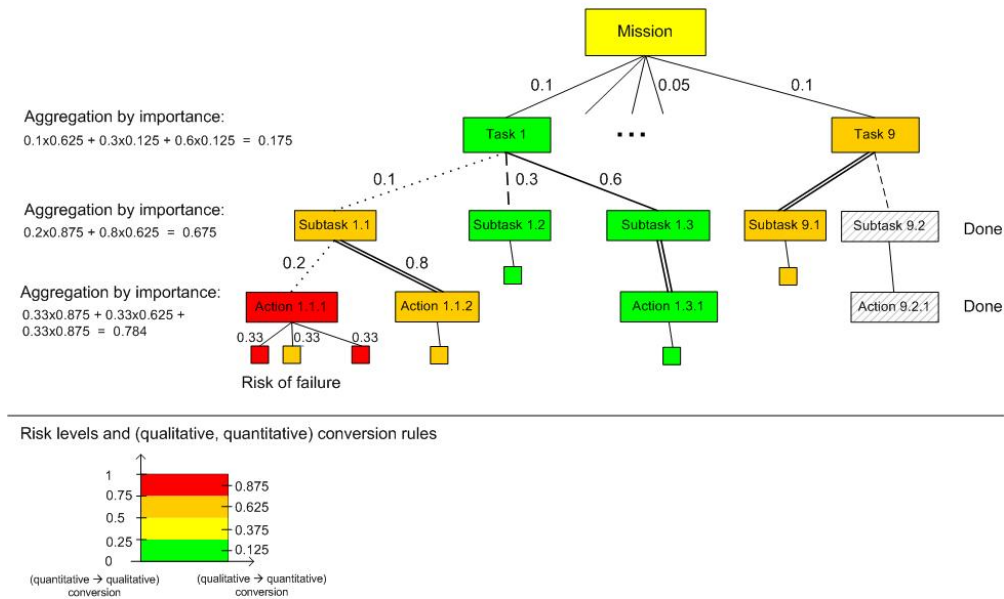 Mission
0.1
0.05
0.1
Aggregation by importance:
0.1x0.625 + 0.3x0.125 + 0.6x0.125 = 0.175
Task 1
...
Task 9
0.1
0.3
0.6
Aggregation by importance:
0.2x0.875 + 0.8x0.625 = 0.675
Subtask 1.1
Subtask 1.2
Subtask 1.3
Subtask 9.1
Subtask 9.2
Done
0.2
0.8
Aggregation by importance:
0.33x0.875 + 0.33x0.625 +
0.33x0.875 = 0.784
Action 1.1.1
Action 1.1.2
Action 1.3.1
Action 9.2.1
Done
0.33
0.33
0.33
Risk of failure
Risk levels and (qualitative, quantitative) conversion rules
1
0.875
0.75
0.625
0.5
0.375
0.25
0.125
0
(quantitative → qualitative)
conversion
(qualitative → quantitative)
conversion